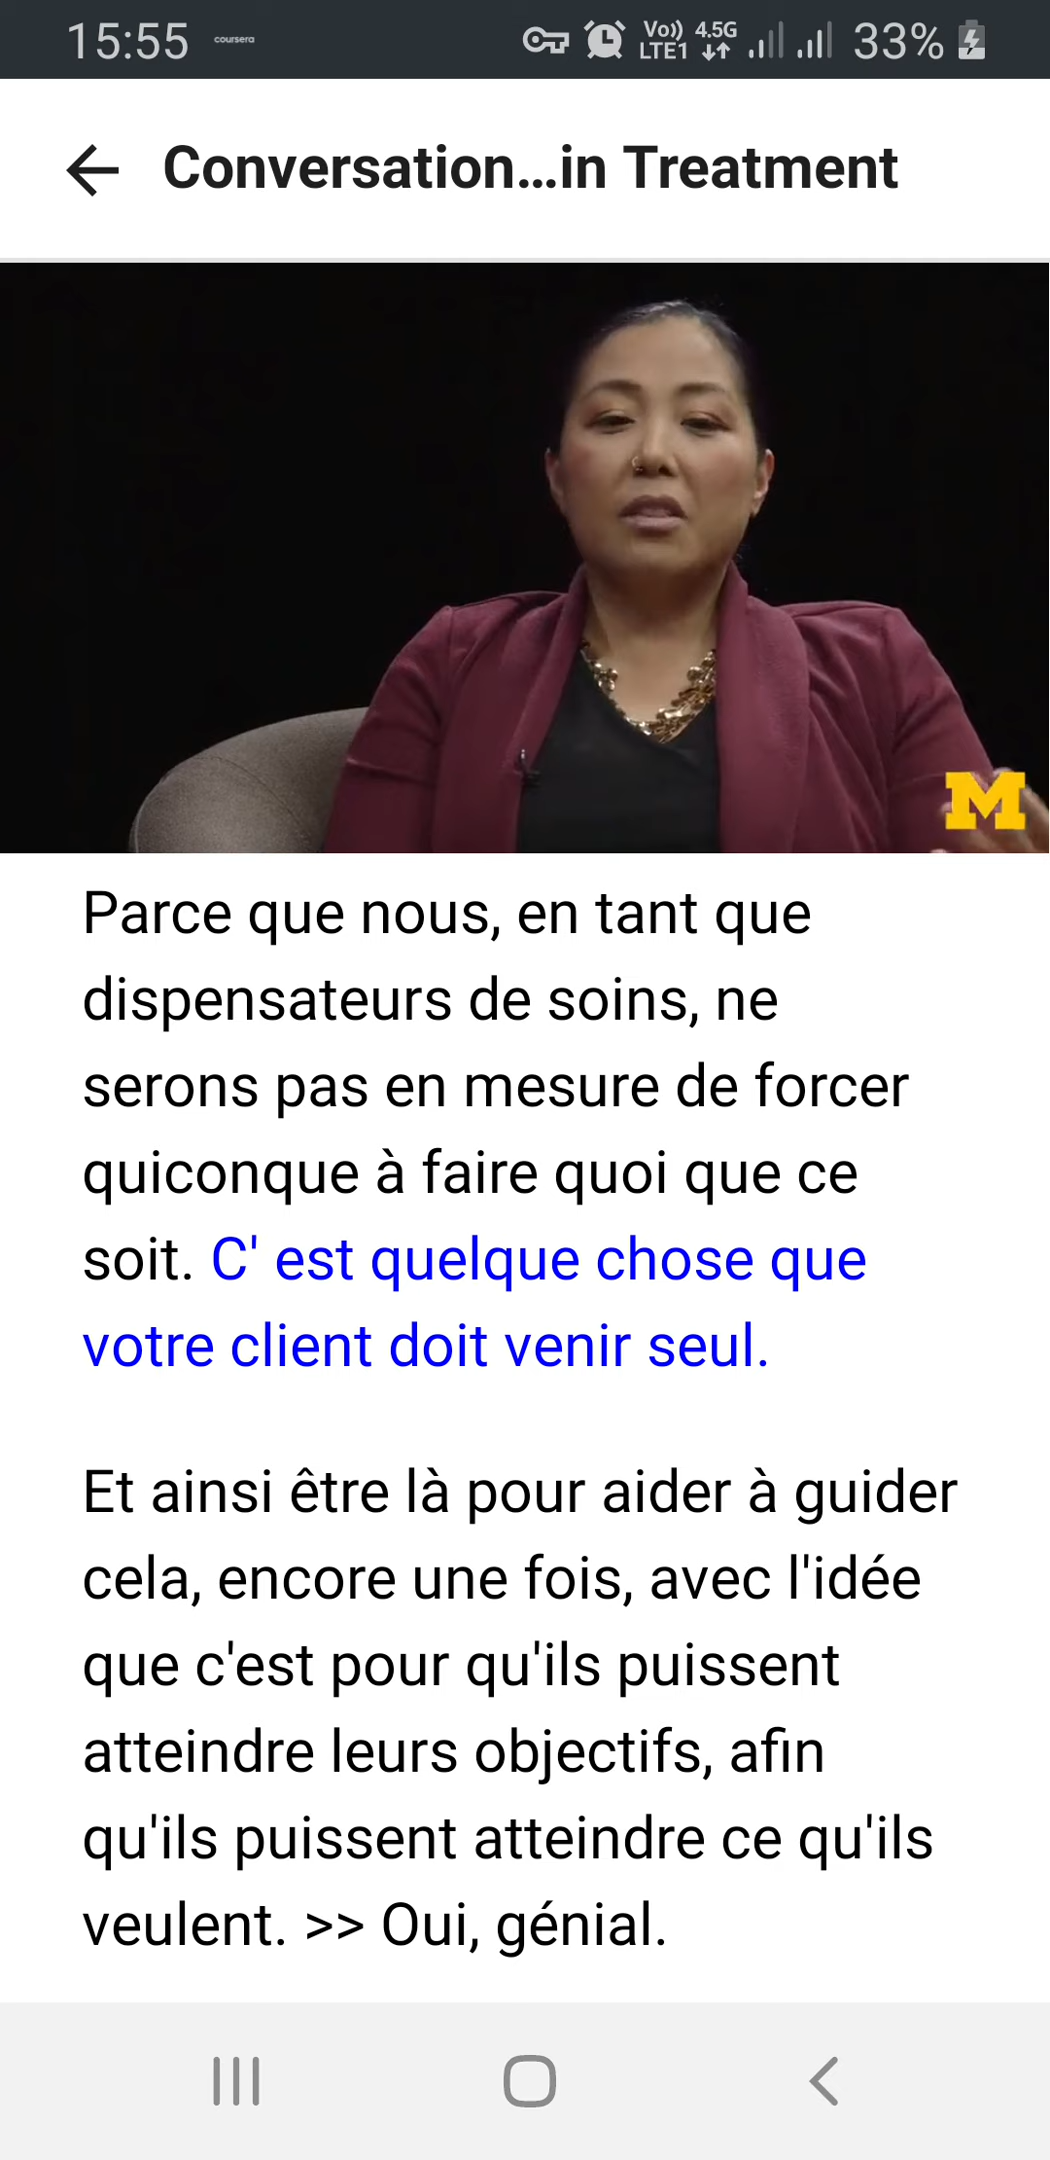 15:55 coursera Vo)) LTE1 4.5G 33%
Conversation...in Treatment
M
Parce que nous, en tant que
dispensateurs de soins, ne
serons pas en mesure de forcer
quiconque à faire quoi que ce
soit. C' est quelque chose que
votre client doit venir seul.
Et ainsi être là pour aider à guider
cela, encore une fois, avec l'idée
que c'est pour qu'ils puissent
atteindre leurs objectifs, afin
qu'ils puissent atteindre ce qu'ils
veulent. >> Oui, génial.